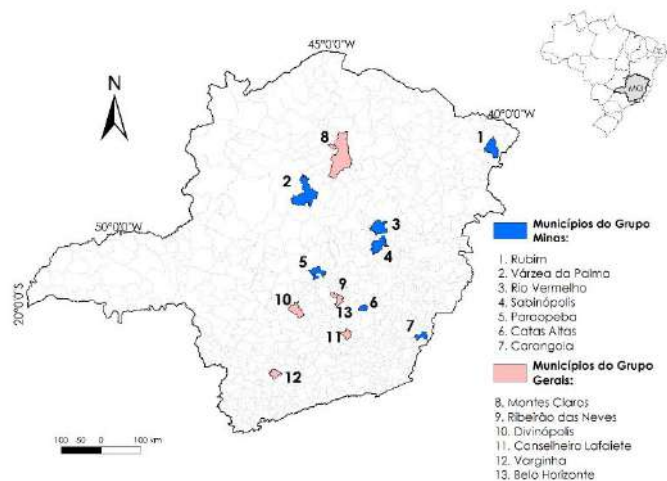 45°0'0"W
N
40°0'0"W
MG
1
8
2
3
50°0'0"W
4
5
9
6
10
13
7
11
20°0'0"S
12
100 -50 0 100 km
Municípios do Grupo
Minas:
1. Rubim
2. Várzea da Palma
3. Rio Vermelho
4. Sabinópolis
5. Paraopeba
6. Catas Altas
7. Carangola
Municípios do Grupo
Gerais:
8. Montes Claros
9. Ribeirão das Neves
10. Divinópolis
11. Conselheiro Lafaiete
12. Varginha
13. Belo Horizonte